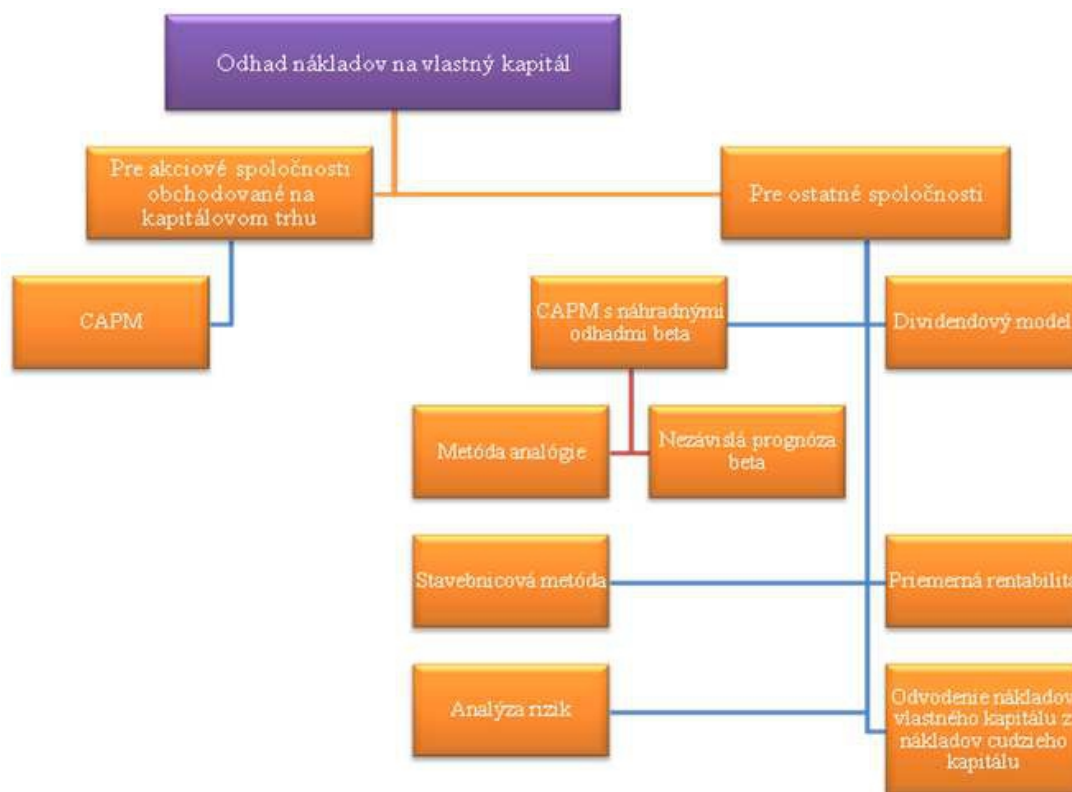 Odhad nákladov na vlastný kapitál
Pre akciové spoločnosti
obchodované na
kapitálovom trhu
Pre ostatné spoločnosti
CAPM
CAPM s náhradnými
odhadmi beta
Dividendový model
Metóda analógie
Nezávislá prognóza
beta
Stavebnicová metóda
Priemerná rentabilita
Analýza rizik
Odvodenie nákladov
vlastného kapitálu z
nákladov cudzieho
kapitálu